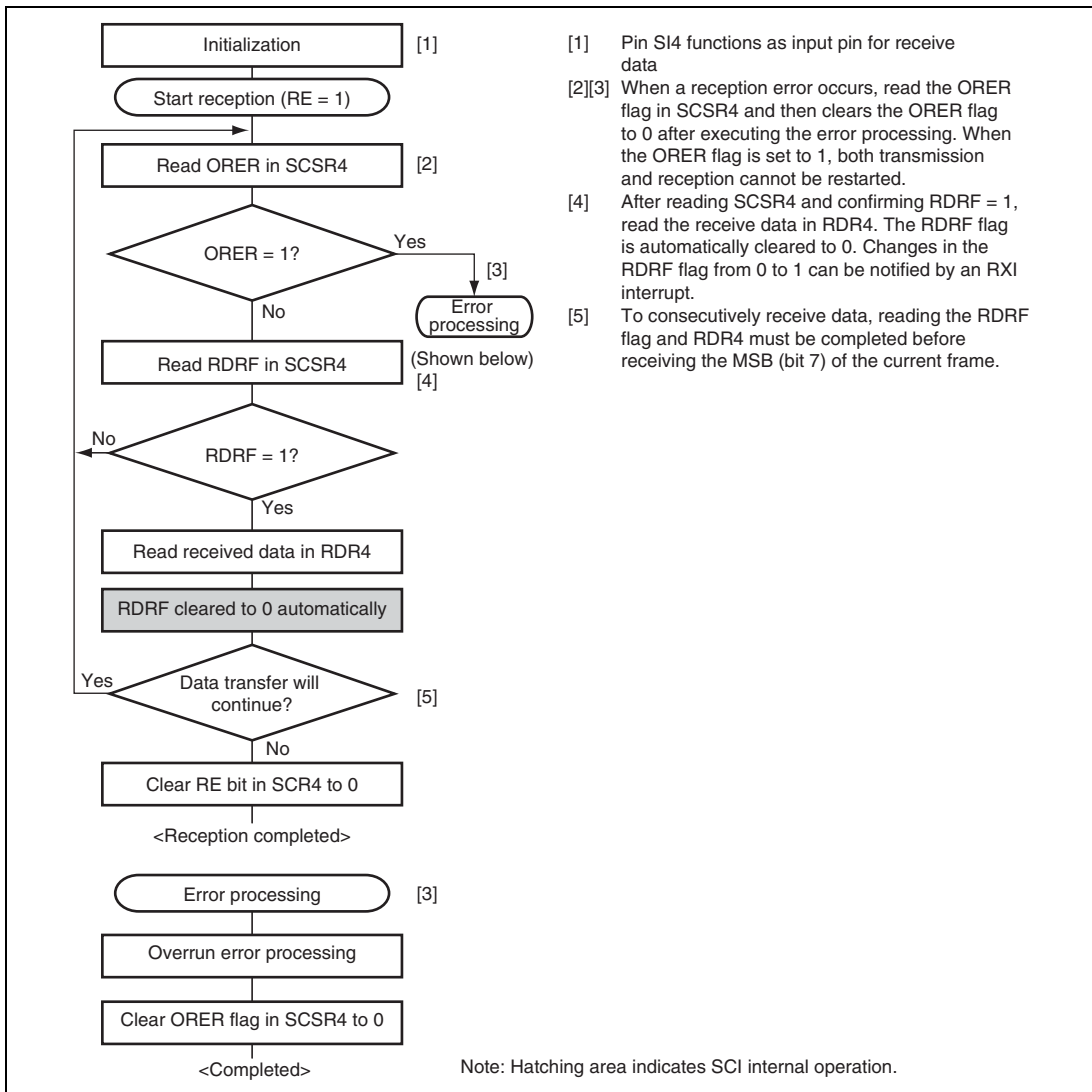 Initialization
[1]
Start reception (RE = 1)
Read ORER in SCSR4
[2]
ORER = 1?
Yes
[3]
No
Error
processing
(Shown below)
Read RDRF in SCSR4
[4]
No
RDRF = 1?
Yes
Read received data in RDR4
RDRF cleared to 0 automatically
Yes
Data transfer will
continue?
[5]
No
Clear RE bit in SCR4 to 0
<Reception completed>
Error processing
[3]
Overrun error processing
Clear ORER flag in SCSR4 to 0
<Completed>
[1] Pin SI4 functions as input pin for receive
data
[2][3] When a reception error occurs, read the ORER
flag in SCSR4 and then clears the ORER flag
to 0 after executing the error processing. When
the ORER flag is set to 1, both transmission
and reception cannot be restarted.
[4] After reading SCSR4 and confirming RDRF = 1,
read the receive data in RDR4. The RDRF flag
is automatically cleared to 0. Changes in the
RDRF flag from 0 to 1 can be notified by an RXI
interrupt.
[5] To consecutively receive data, reading the RDRF
flag and RDR4 must be completed before
receiving the MSB (bit 7) of the current frame.
Note: Hatching area indicates SCI internal operation.